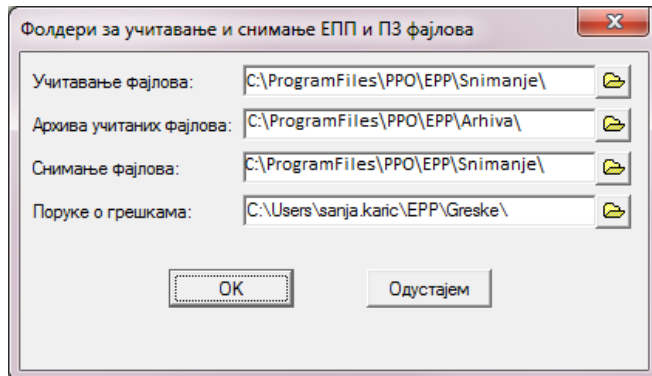 Фолдери за учитавање и снимање ЕПП и ПЗ фајлова
Учитавање фајлова: C:\ProgramFiles\PPO\EPP\Snimanje\
Архива учитаних фајлова: C:\ProgramFiles\PPO\EPP\Arhiva\
Снимање фајлова: C:\ProgramFiles\PPO\EPP\Snimanje\
Поруке о грешкама: C:\Users\sanja.karic\EPP\Greske\
OK Одустајем